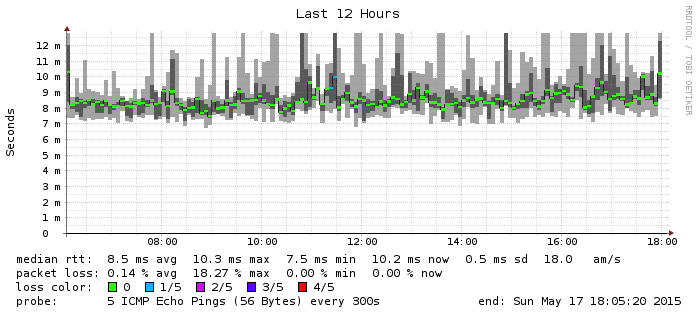 Last 12 Hours
RRDTOOL / TOBI OETIKER
Seconds
12 m
11 m
10 m
9 m
8 m
7 m
6 m
5 m
4 m
3 m
2 m
1 m
0
08:00 10:00 12:00 14:00 16:00 18:00
median rtt: 8.5 ms avg 10.3 ms max 7.5 ms min 10.2 ms now 0.5 ms sd 18.0 am/s
packet loss: 0.14 % avg 18.27 % max 0.00 % min 0.00 % now
loss color: 0 1/5 2/5 3/5 4/5
probe: 5 ICMP Echo Pings (56 Bytes) every 300s end: Sun May 17 18:05:20 2015